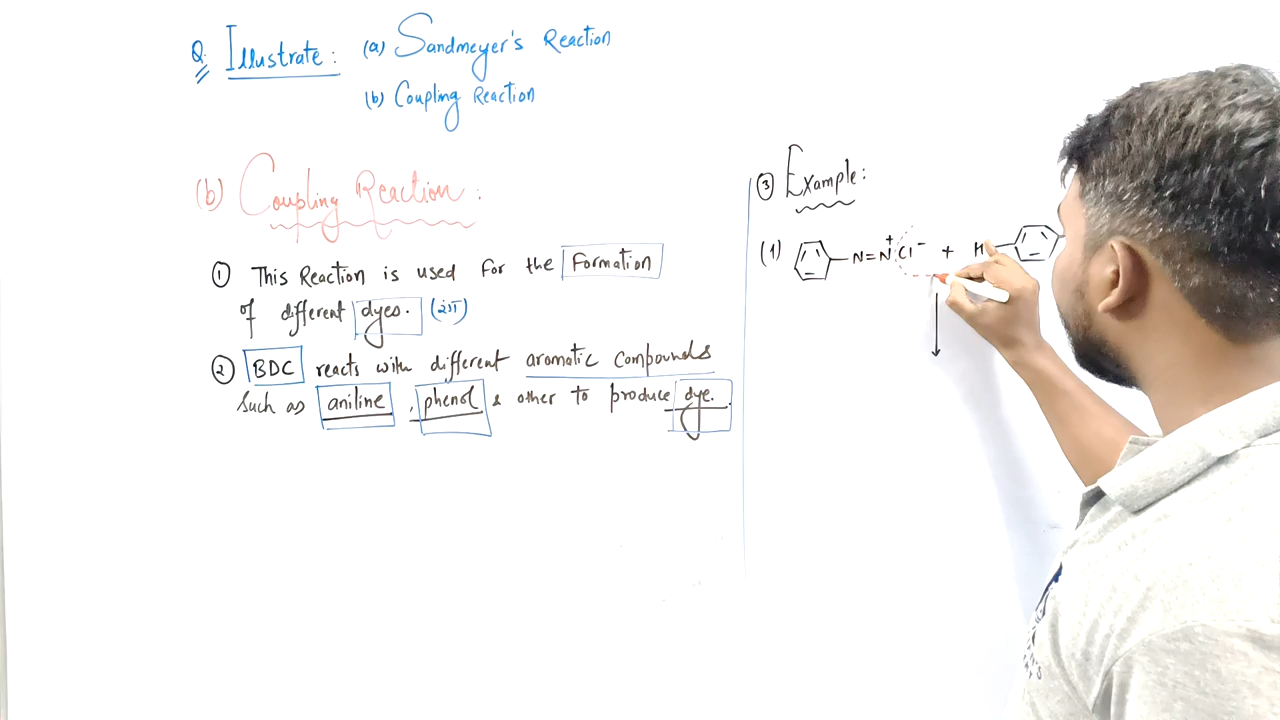 Q. Illustrate: (a) Sandmeyer's Reaction
(b) Coupling Reaction
(b) Coupling Reaction:
① This Reaction is used for the Formation
of different dyes. (રંગ)
② BDC reacts with different aromatic compounds
such as aniline, phenol & other to produce dye.
③ Example:
(1) N=N⁺Cl⁻ + H